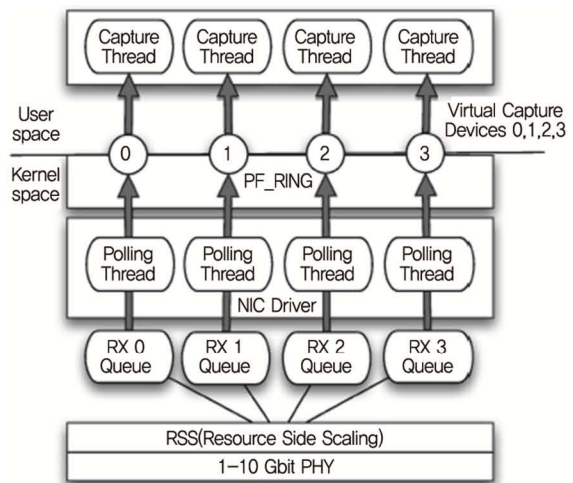 Capture Thread
Capture Thread
Capture Thread
Capture Thread
User space
Virtual Capture Devices 0,1,2,3
0
1
2
3
Kernel space
PF_RING
Polling Thread
Polling Thread
Polling Thread
Polling Thread
NIC Driver
RX 0 Queue
RX 1 Queue
RX 2 Queue
RX 3 Queue
RSS(Resource Side Scaling)
1-10 Gbit PHY